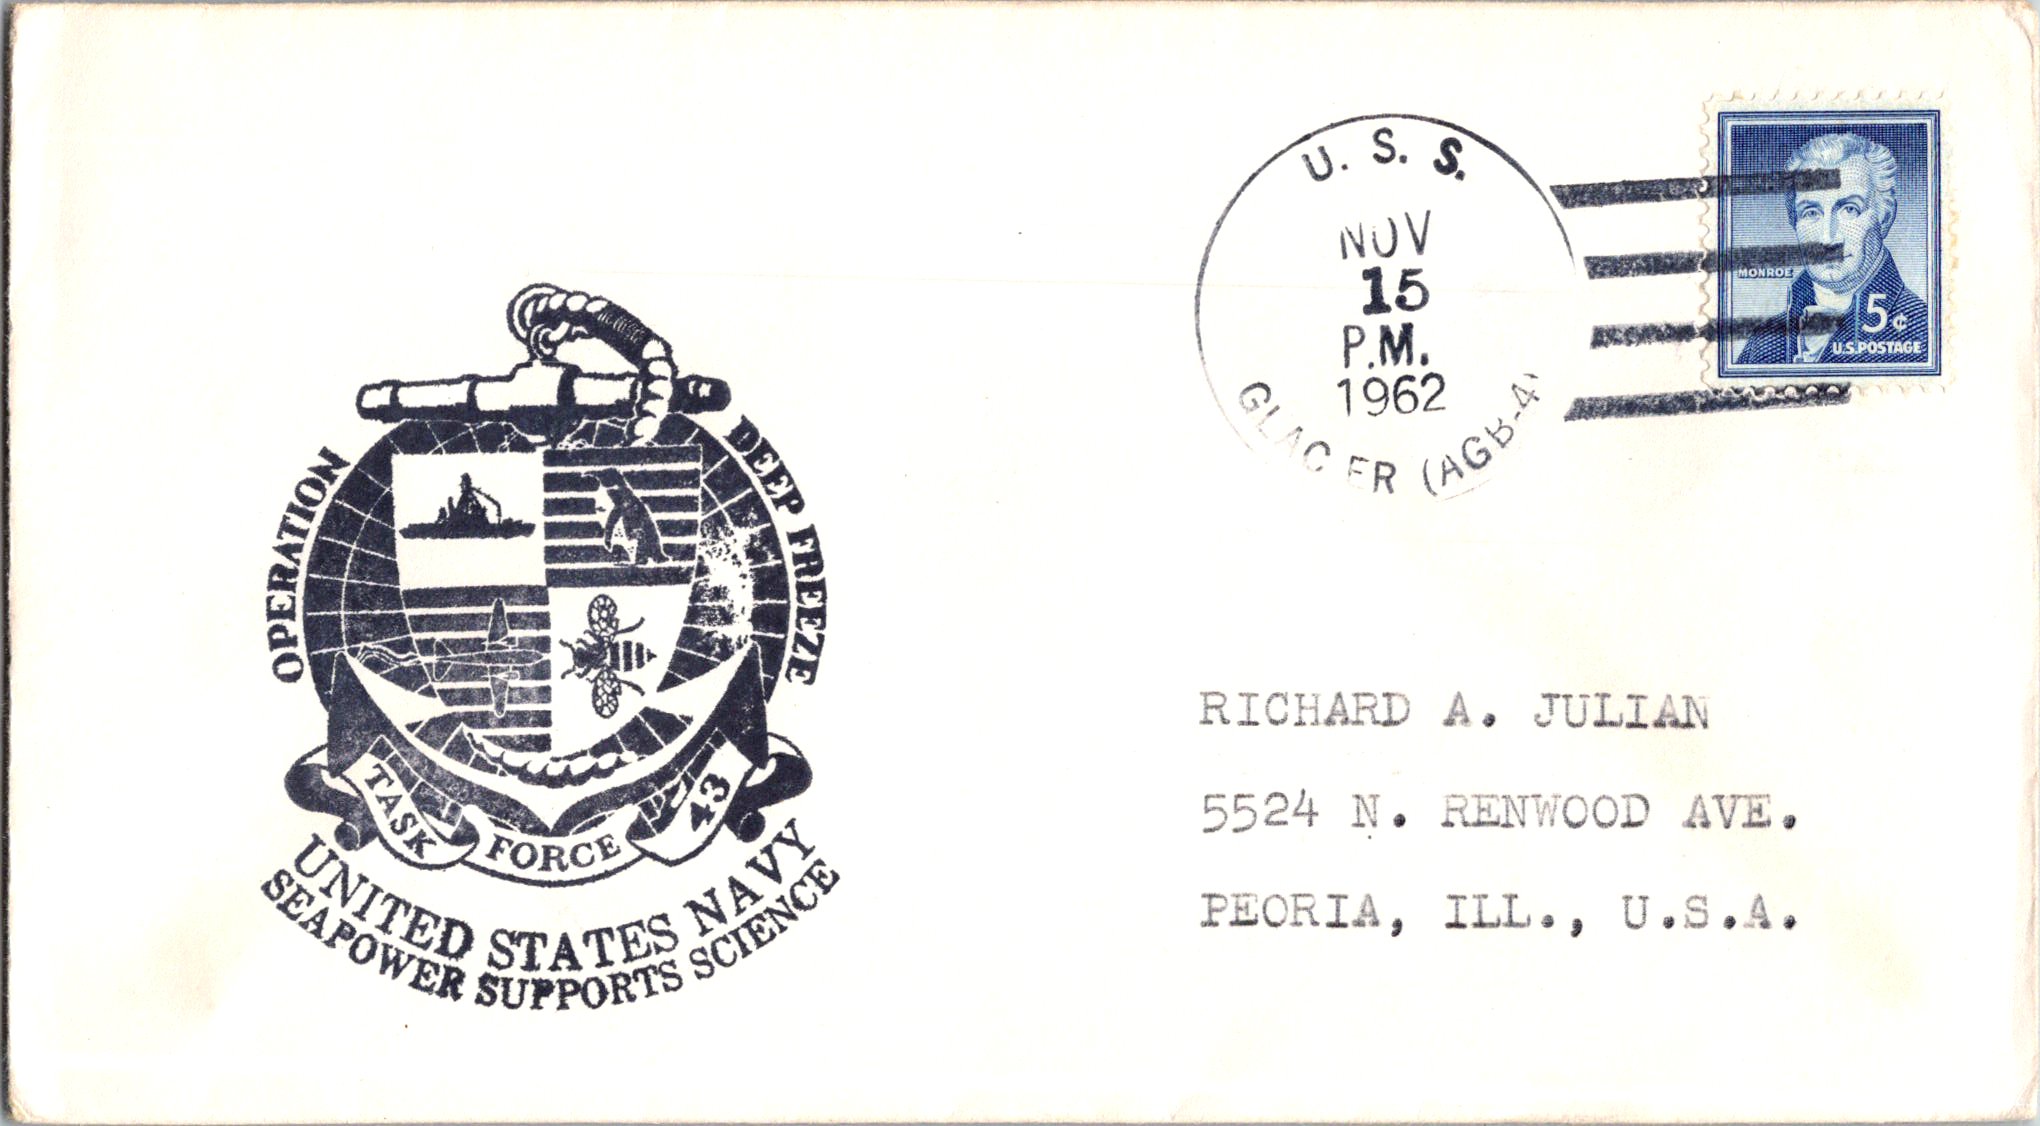 U. S. S.
NOV
15
P.M.
1962
GLACIER (AGB-4)
MONROE
5¢
U.S. POSTAGE
OPERATION DEEP FREEZE
TASK FORCE 43
UNITED STATES NAVY
SEAPOWER SUPPORTS SCIENCE
RICHARD A. JULIAN
5524 N. RENWOOD AVE.
PEORIA, ILL., U.S.A.